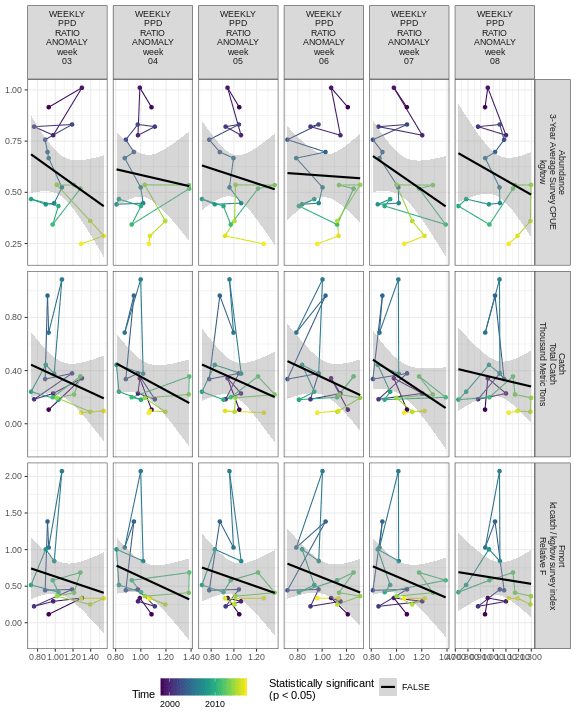 WEEKLY PPD RATIO ANOMALY week 03
WEEKLY PPD RATIO ANOMALY week 04
WEEKLY PPD RATIO ANOMALY week 05
WEEKLY PPD RATIO ANOMALY week 06
WEEKLY PPD RATIO ANOMALY week 07
WEEKLY PPD RATIO ANOMALY week 08
1.00
0.75
0.50
0.25
Abundance
3-Year Average Survey CPUE
kg/tow
0.80
0.40
0.00
Catch
Total Catch
Thousand Metric Tons
2.00
1.50
1.00
0.50
0.00
Fmort
kt catch / kg/tow survey index
Relative F
0.80 1.00 1.20 1.40
0.80 1.00 1.20 1.40
0.80 1.00 1.20
0.80 1.00 1.20
0.80 1.00 1.20
Time
2000 2010
Statistically significant
(p < 0.05)
FALSE